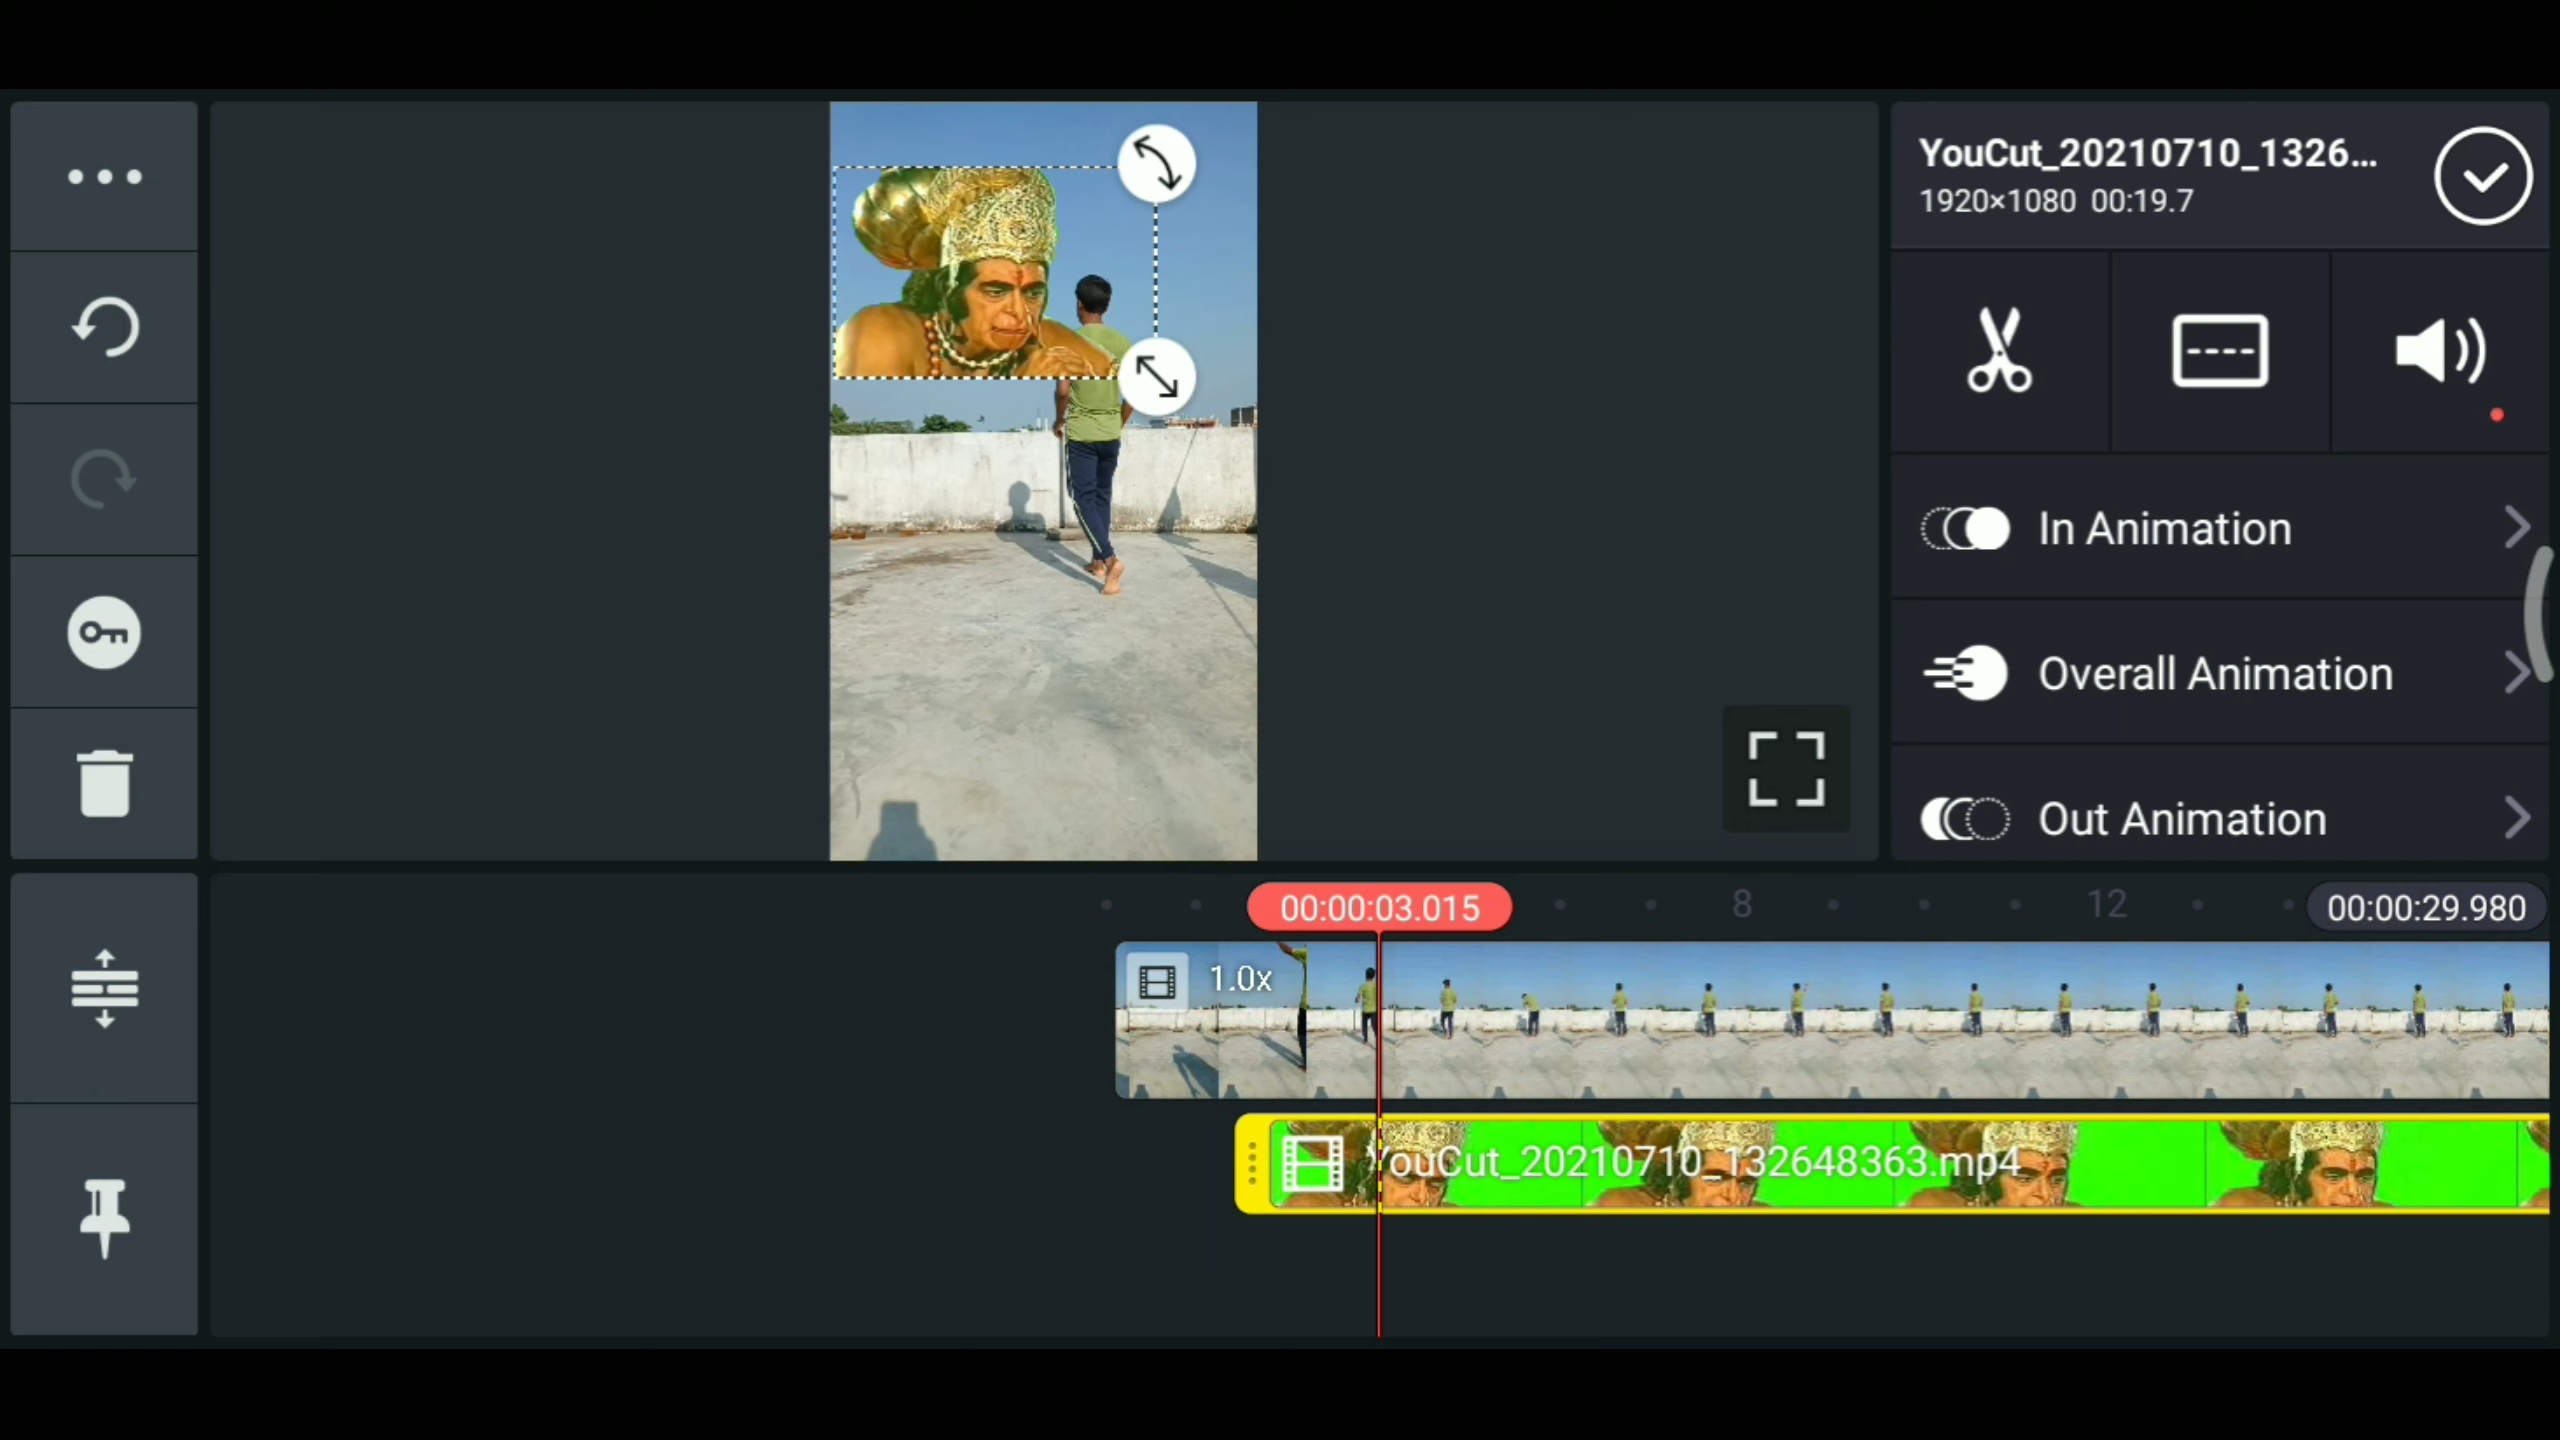 YouCut_20210710_1326...
1920×1080 00:19.7
In Animation
Overall Animation
Out Animation
00:00:03.015
8
12
00:00:29.980
1.0x
YouCut_20210710_132648363.mp4